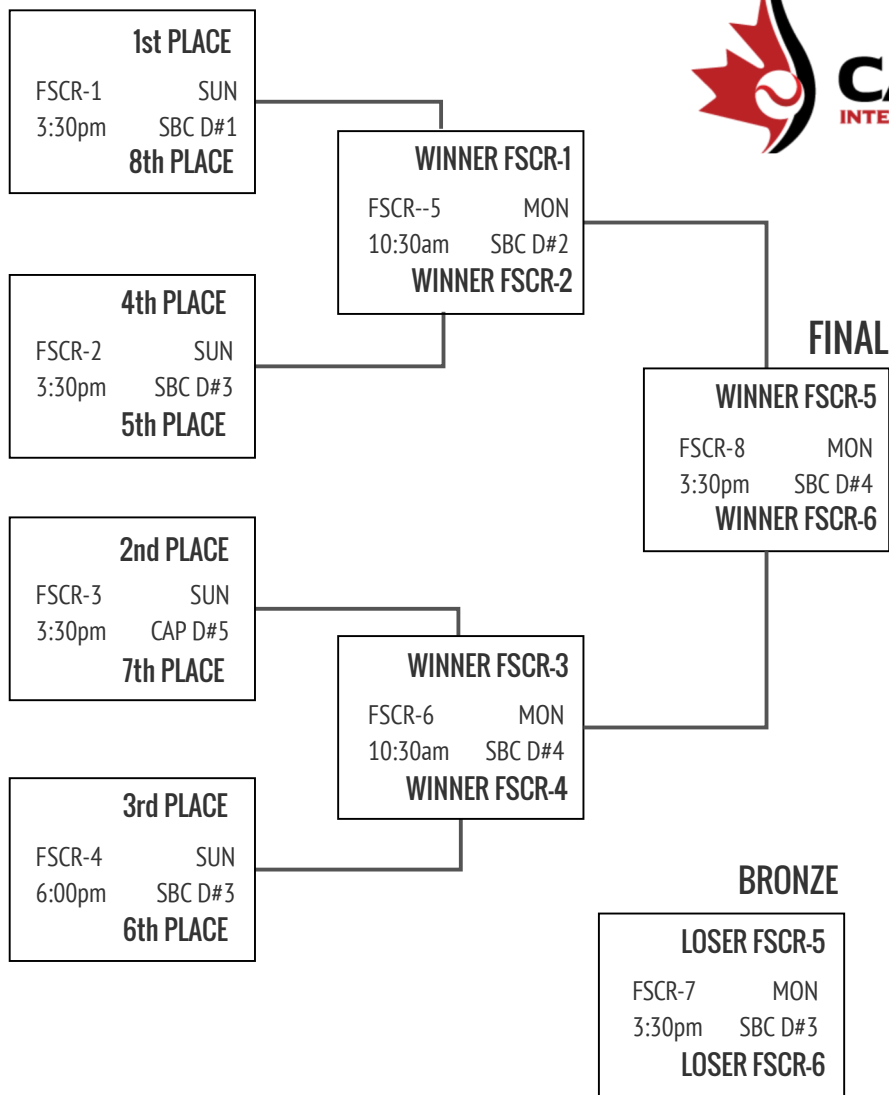 1st PLACE
FSCR-1 SUN
3:30pm SBC D#1
8th PLACE
CA
INTE
WINNER FSCR-1
FSCR--5 MON
10:30am SBC D#2
WINNER FSCR-2
4th PLACE
FSCR-2 SUN
3:30pm SBC D#3
5th PLACE
FINAL
WINNER FSCR-5
FSCR-8 MON
3:30pm SBC D#4
WINNER FSCR-6
2nd PLACE
FSCR-3 SUN
3:30pm CAP D#5
7th PLACE
WINNER FSCR-3
FSCR-6 MON
10:30am SBC D#4
WINNER FSCR-4
3rd PLACE
FSCR-4 SUN
6:00pm SBC D#3
6th PLACE
BRONZE
LOSER FSCR-5
FSCR-7 MON
3:30pm SBC D#3
LOSER FSCR-6